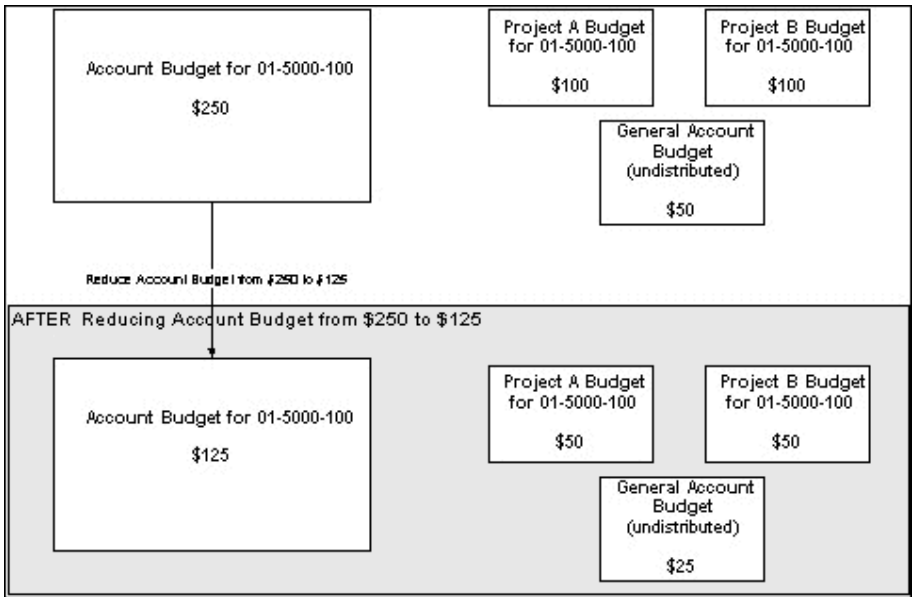 Account Budget for 01-5000-100
$250
Project A Budget
for 01-5000-100
$100
Project B Budget
for 01-5000-100
$100
General Account
Budget
(undistributed)
$50
Reduce Account Budget from $250 to $125
AFTER Reducing Account Budget from $250 to $125
Account Budget for 01-5000-100
$125
Project A Budget
for 01-5000-100
$50
Project B Budget
for 01-5000-100
$50
General Account
Budget
(undistributed)
$25